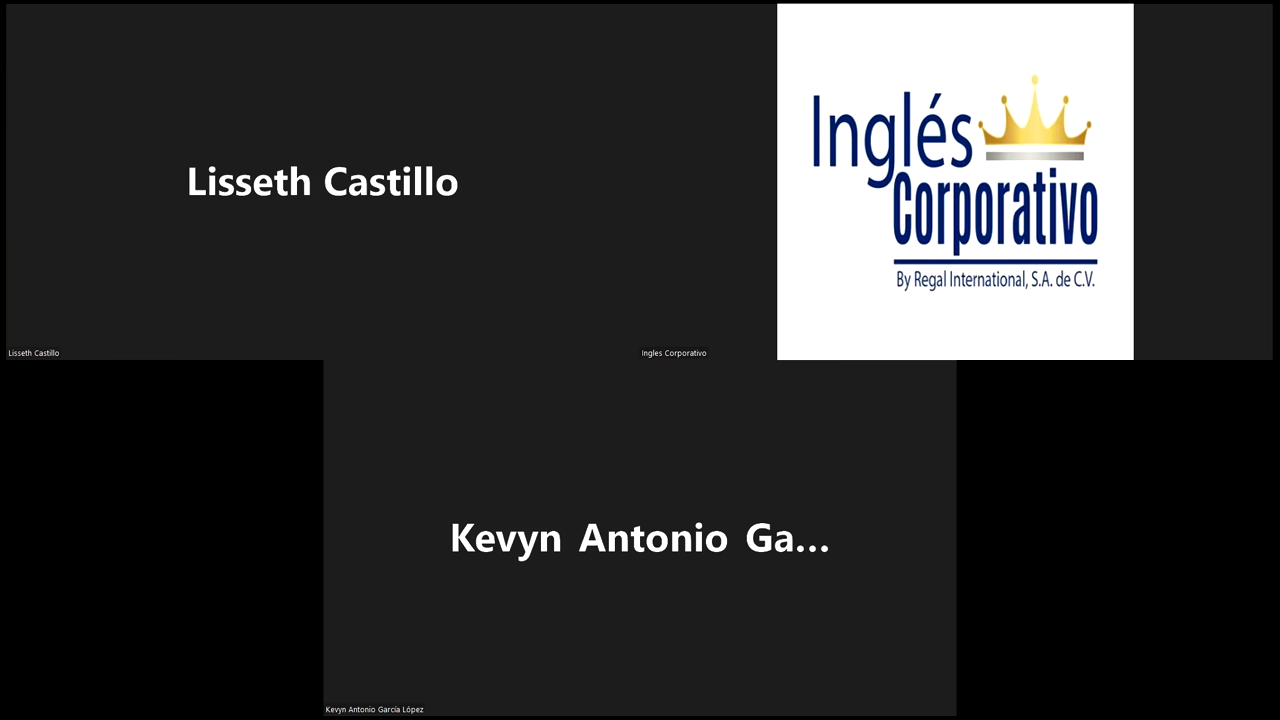 Lisseth Castillo
Inglés
Corporativo
By Regal International, S.A. de C.V.
Lisseth Castillo
Ingles Corporativo
Kevyn Antonio Ga...
Kevyn Antonio García López